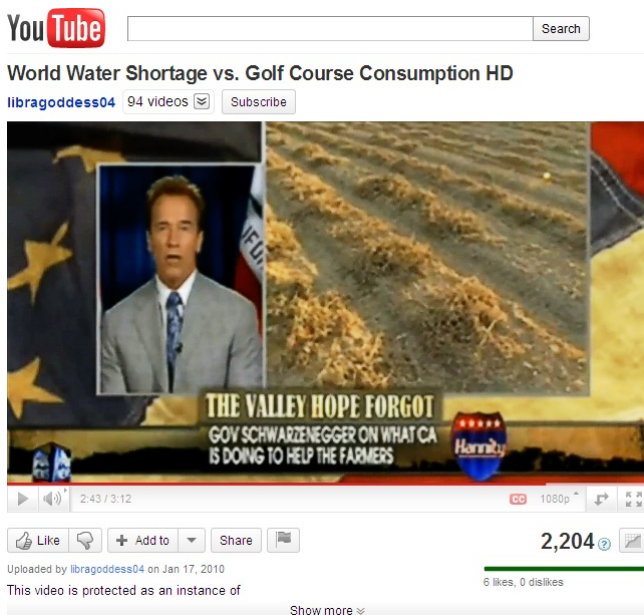 YouTube
Search
World Water Shortage vs. Golf Course Consumption HD
libragoddess04 94 videos Subscribe
THE VALLEY HOPE FORGOT
GOV SCHWARZENEGGER ON WHAT CA
IS DOING TO HELP THE FARMERS
Hannity
2:43 / 3:12 CC 1080p
Like Add to Share 2,204
Uploaded by libragoddess04 on Jan 17, 2010
6 likes, 0 dislikes
This video is protected as an instance of
Show more